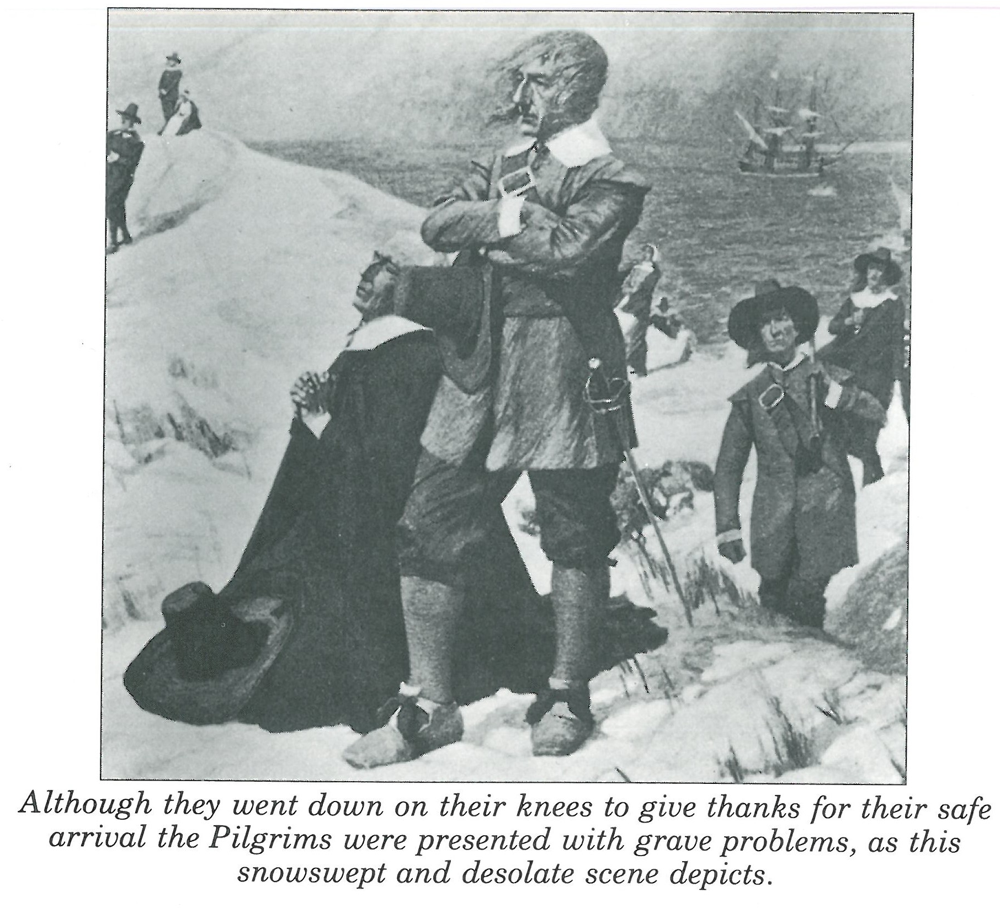 Although they went down on their knees to give thanks for their safe
arrival the Pilgrims were presented with grave problems, as this
snowswept and desolate scene depicts.